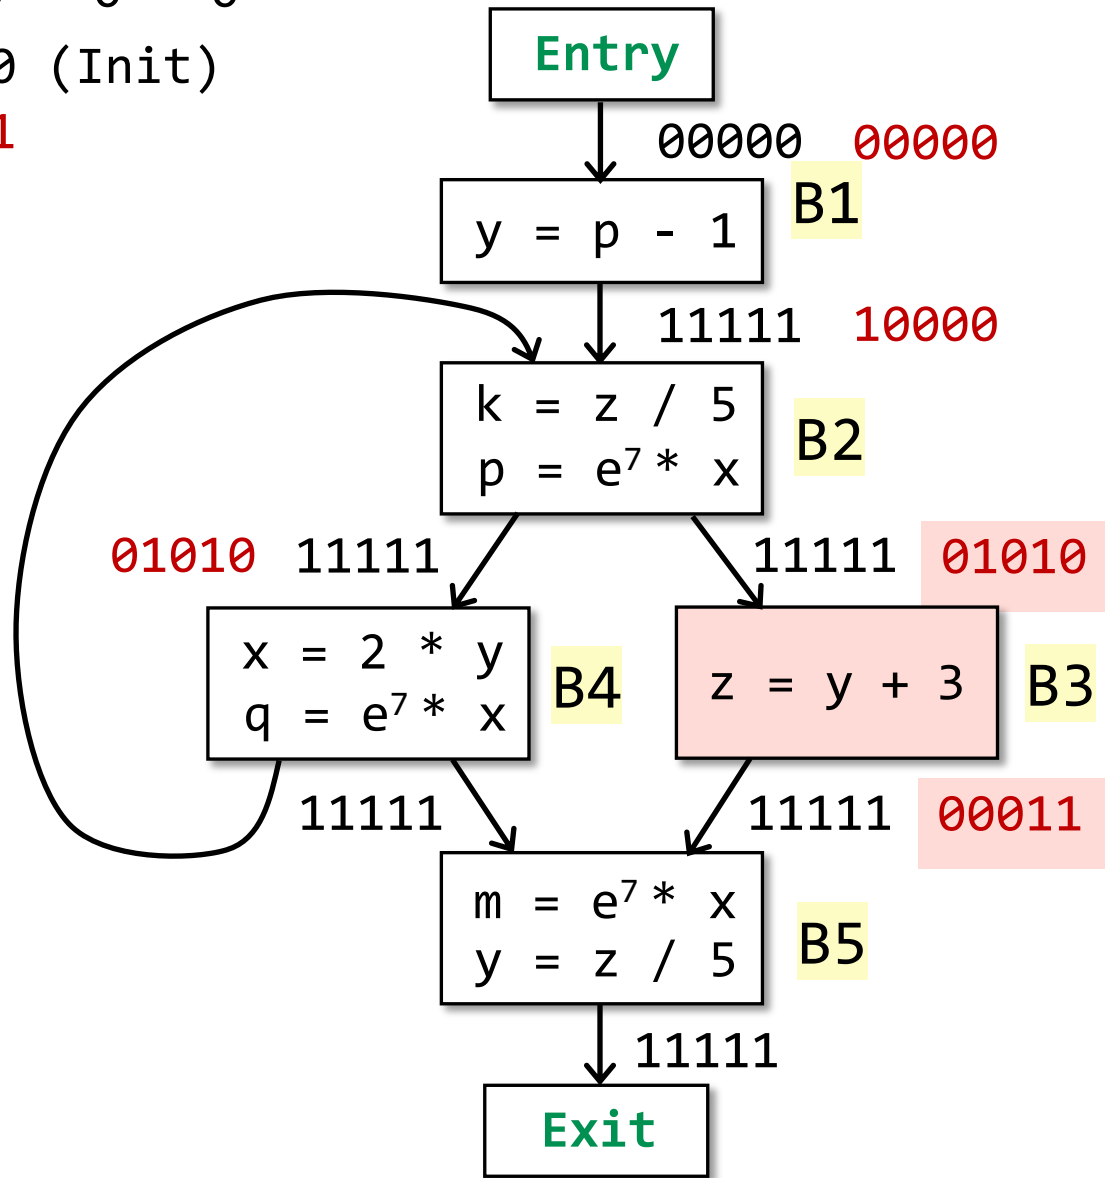 0 (Init)
1
Entry
00000 00000
B1
y = p - 1
11111 10000
k = z / 5
p = e⁷ * x
B2
01010 11111
11111 01010
x = 2 * y
q = e⁷ * x
B4
z = y + 3
B3
11111
11111 00011
m = e⁷ * x
y = z / 5
B5
11111
Exit